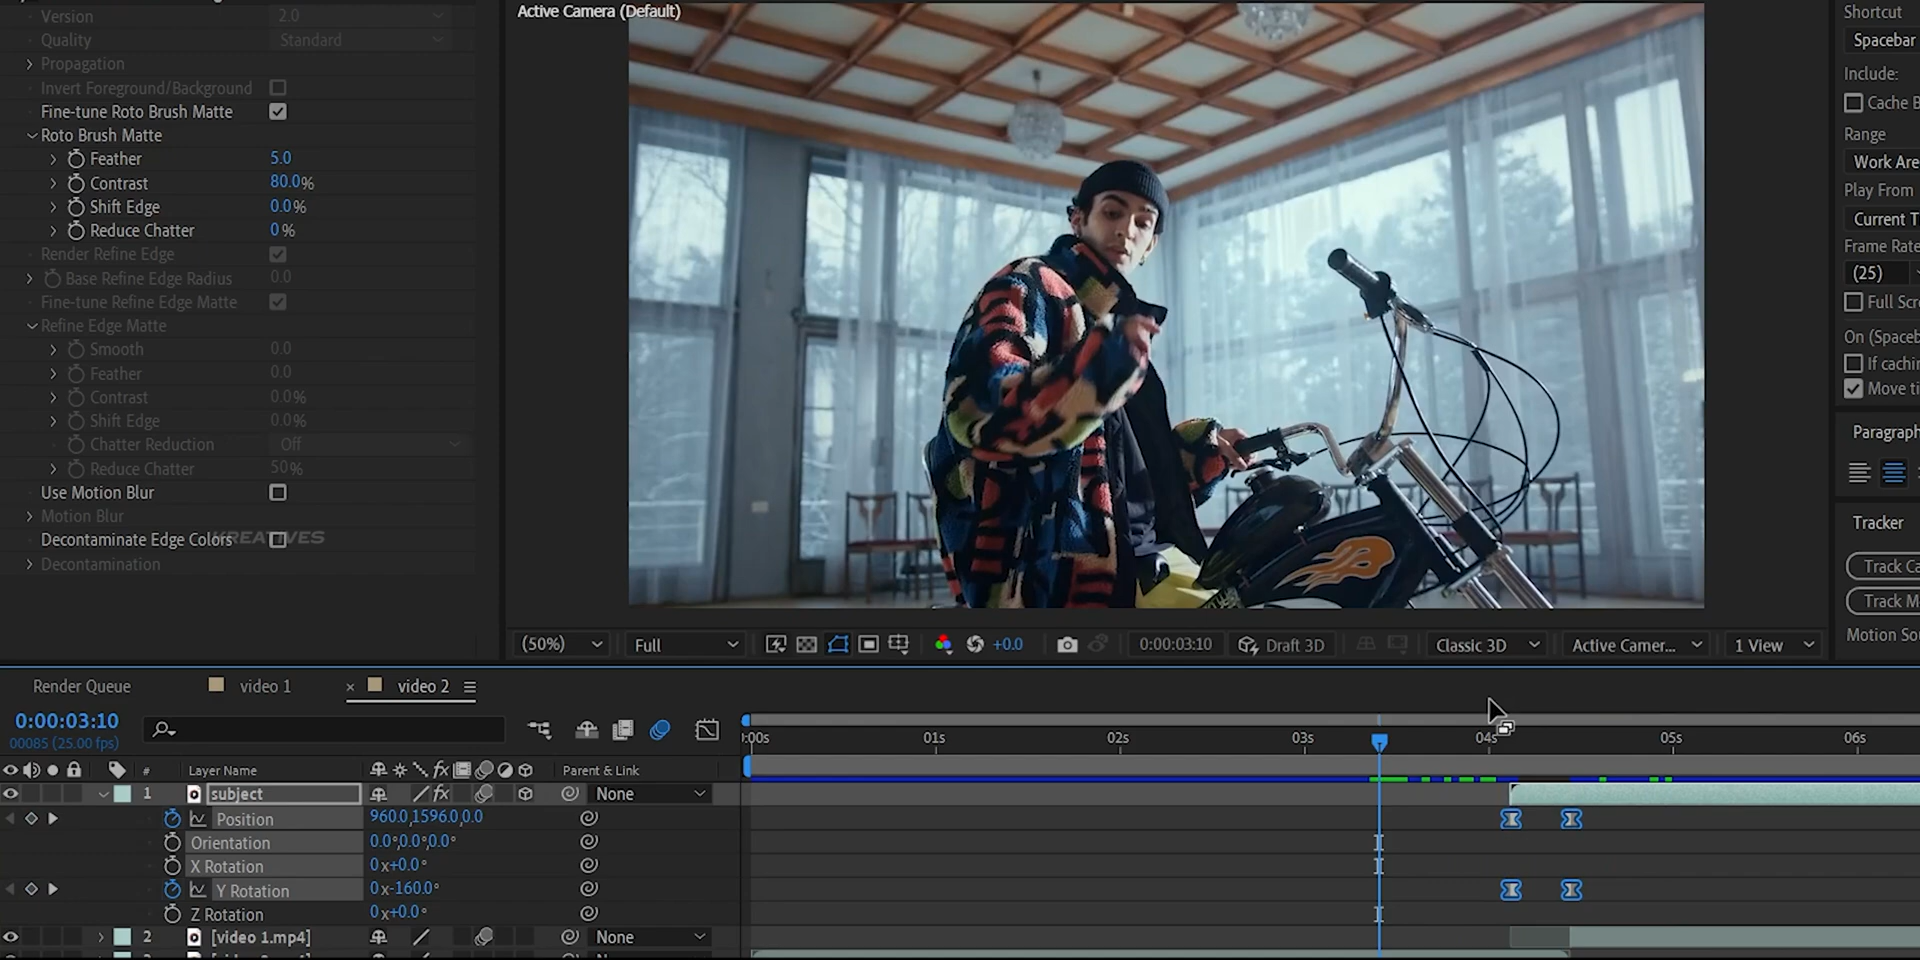 Version 2.0
Quality Standard
Propagation
Invert Foreground/Background
Fine-tune Roto Brush Matte
Roto Brush Matte
Feather 5.0
Contrast 80.0%
Shift Edge 0.0%
Reduce Chatter 0%
Render Refine Edge
Base Refine Edge Radius 0.0
Fine-tune Refine Edge Matte
Refine Edge Matte
Smooth 0.0
Feather 0.0
Contrast 0.0%
Shift Edge 0.0%
Chatter Reduction Off
Reduce Chatter 50%
Use Motion Blur
Motion Blur
Decontaminate Edge Colors
KREATIVES
Decontamination
Active Camera (Default)
(50%) Full +0.0 0:00:03:10 Draft 3D Classic 3D Active Camer... 1 View
Shortcut
Spacebar
Include:
Cache B
Range
Work Are
Play From
Current T
Frame Rate
(25)
Full Scr
On (Spaceb
If cachi
Move ti
Paragraph
Tracker
Track Ca
Track M
Motion Sou
Render Queue video 1 × video 2
0:00:03:10
00085 (25.00 fps)
:00s 01s 02s 03s 04s 05s 06s
# Layer Name fx Parent & Link
1 subject fx None
Position 960.0,1596.0,0.0
Orientation 0.0°,0.0°,0.0°
X Rotation 0x+0.0°
Y Rotation 0x-160.0°
Z Rotation 0x+0.0°
2 [video 1.mp4] None